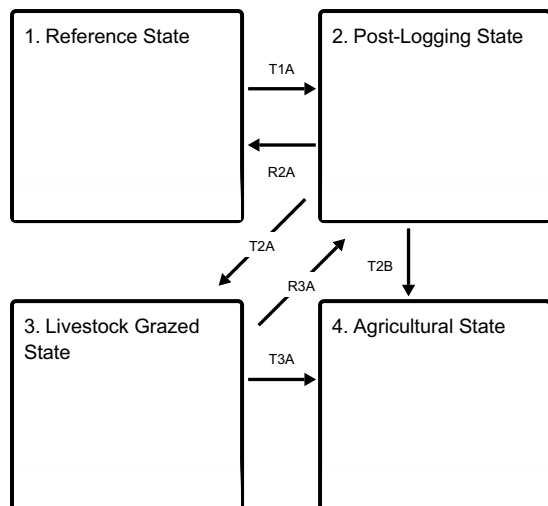 1. Reference State
2. Post-Logging State
T1A
R2A
T2A
R3A
T2B
3. Livestock Grazed
State
4. Agricultural State
T3A